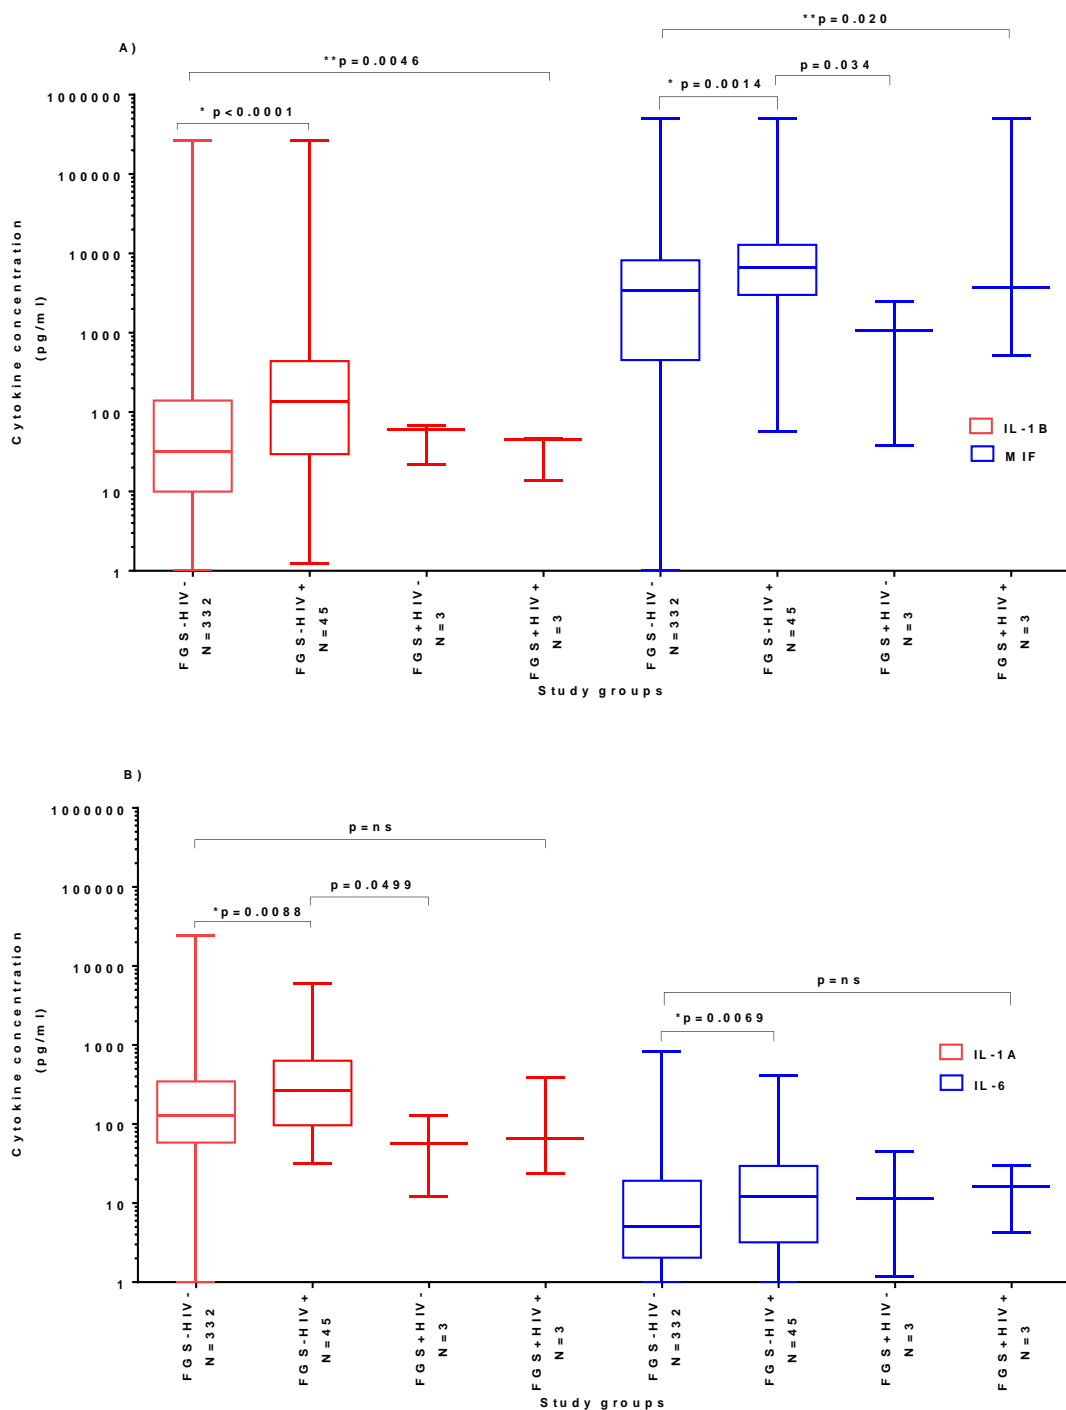 A)
**p=0.020
**p=0.0046
p=0.034
* p=0.0014
* p<0.0001
1000000
100000
10000
1000
100
10
1
Cytokine concentration
(pg/ml)
IL-1B
MIF
FGS-HIV-
N=332
FGS-HIV+
N=45
FGS+HIV-
N=3
FGS+HIV+
N=3
FGS-HIV-
N=332
FGS-HIV+
N=45
FGS+HIV-
N=3
FGS+HIV+
N=3
Study groups
B)
1000000
100000
10000
1000
100
10
1
Cytokine concentration
(pg/ml)
p=ns
p=0.0499
*p=0.0088
p=ns
*p=0.0069
IL-1A
IL-6
FGS-HIV-
N=332
FGS-HIV+
N=45
FGS+HIV-
N=3
FGS+HIV+
N=3
FGS-HIV-
N=332
FGS-HIV+
N=45
FGS+HIV-
N=3
FGS+HIV+
N=3
Study groups